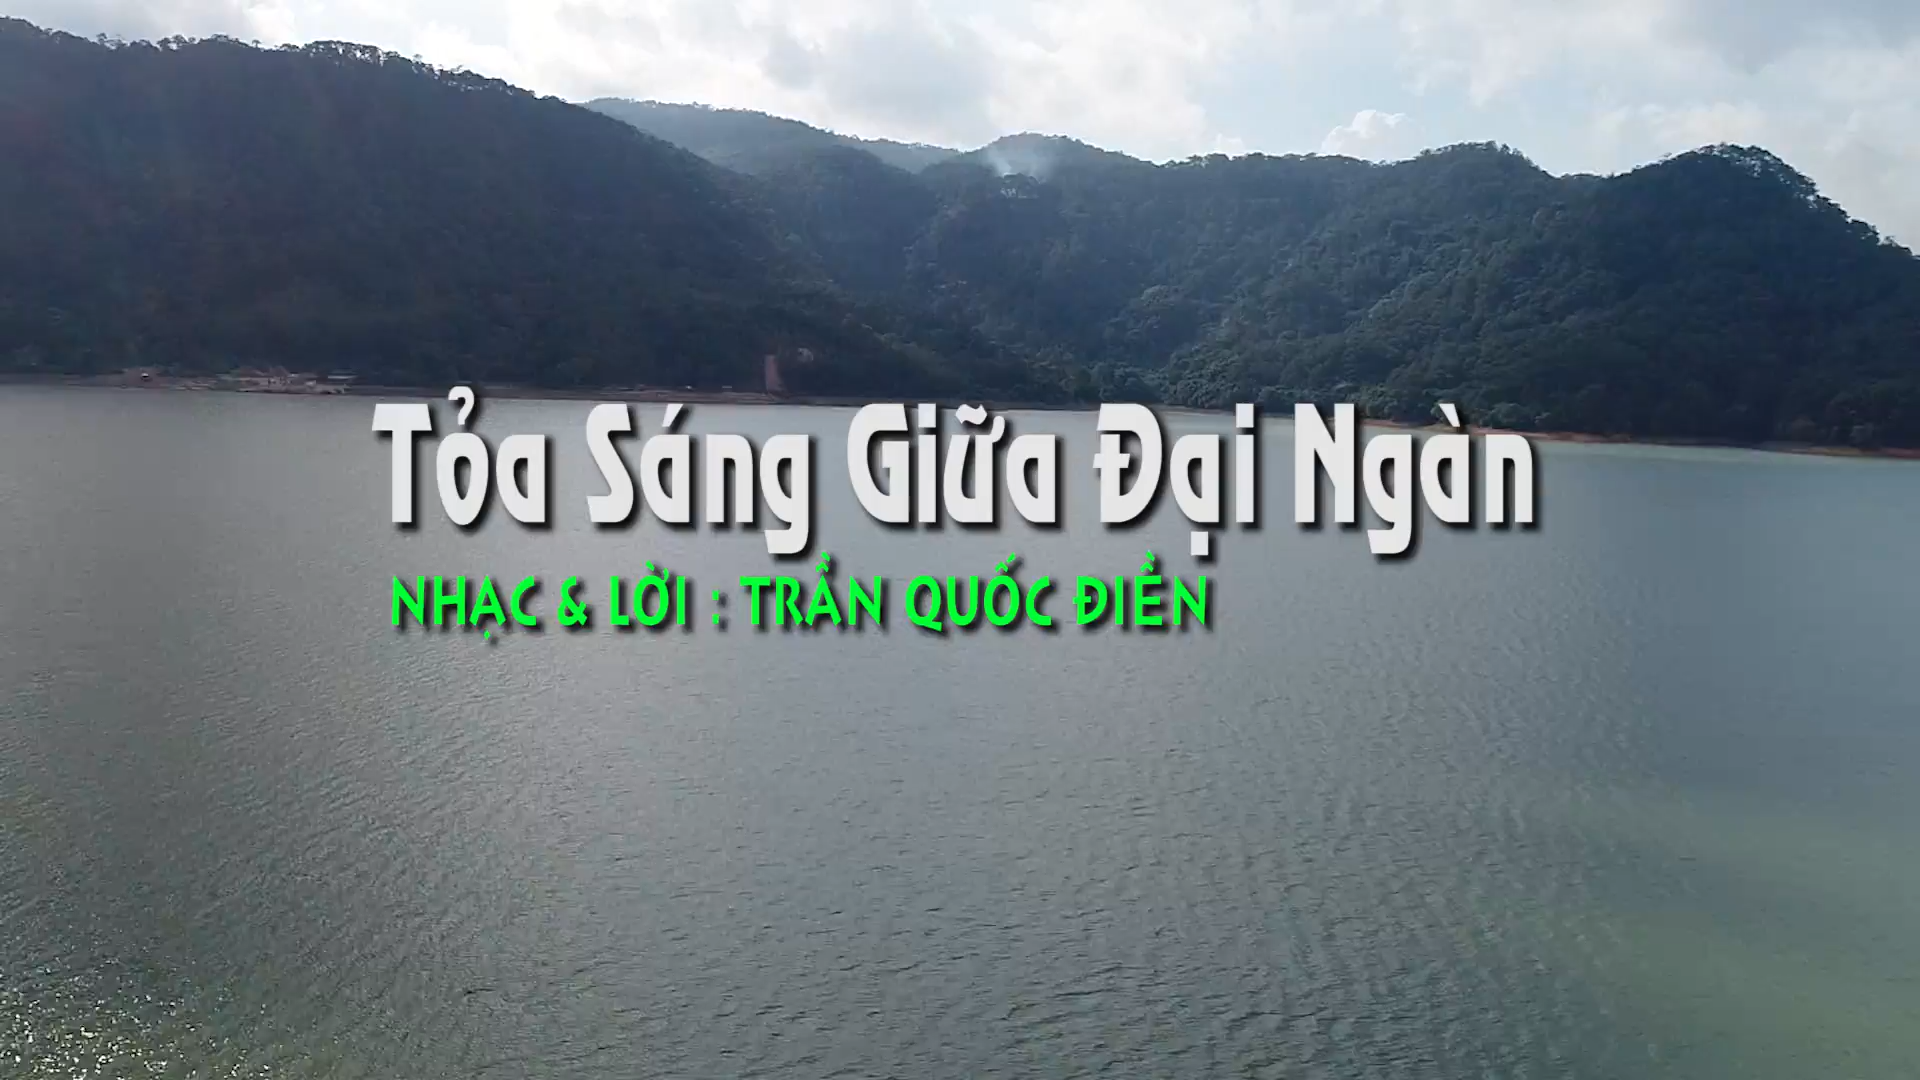 Tỏa Sáng Giữa Đại Ngàn
NHẠC & LỜI : TRẦN QUỐC ĐIỀN